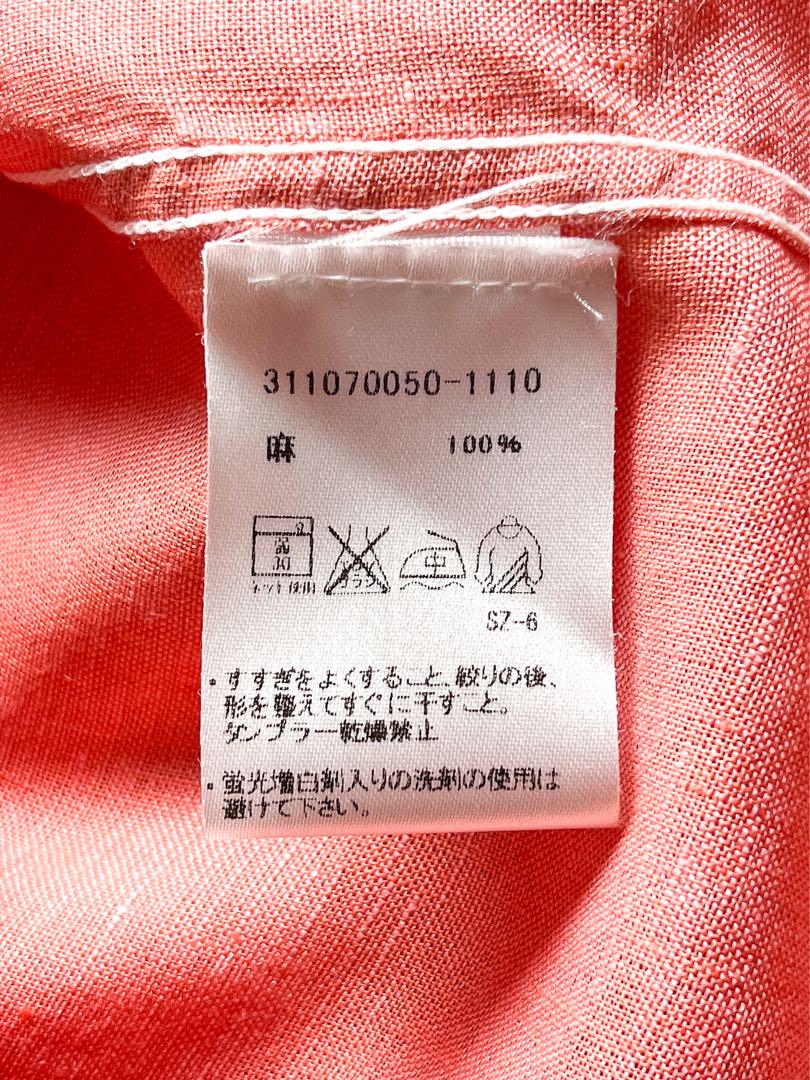 311070050-1110
麻 100%
弱
30
ネット使用
エンソ
サラシ
中
SZ-6
・すすぎをよくすること、絞りの後、
形を整えてすぐに干すこと。
タンブラー乾燥禁止
・蛍光増白剤入りの洗剤の使用は
避けて下さい。